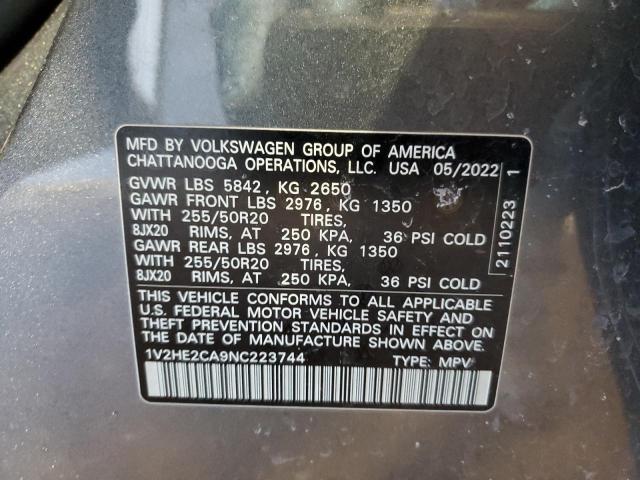 MFD BY VOLKSWAGEN GROUP OF AMERICA
CHATTANOOGA OPERATIONS, LLC. USA 05/2022
GVWR LBS 5842, KG 2650
GAWR FRONT LBS 2976, KG 1350
WITH 255/50R20 TIRES,
8JX20 RIMS, AT 250 KPA, 36 PSI COLD
GAWR REAR LBS 2976, KG 1350
WITH 255/50R20 TIRES,
8JX20 RIMS, AT 250 KPA, 36 PSI COLD
THIS VEHICLE CONFORMS TO ALL APPLICABLE
U.S. FEDERAL MOTOR VEHICLE SAFETY AND
THEFT PREVENTION STANDARDS IN EFFECT ON
THE DATE OF MANUFACTURE SHOWN ABOVE.
1V2HE2CA9NC223744 TYPE: MPV
2110223 1